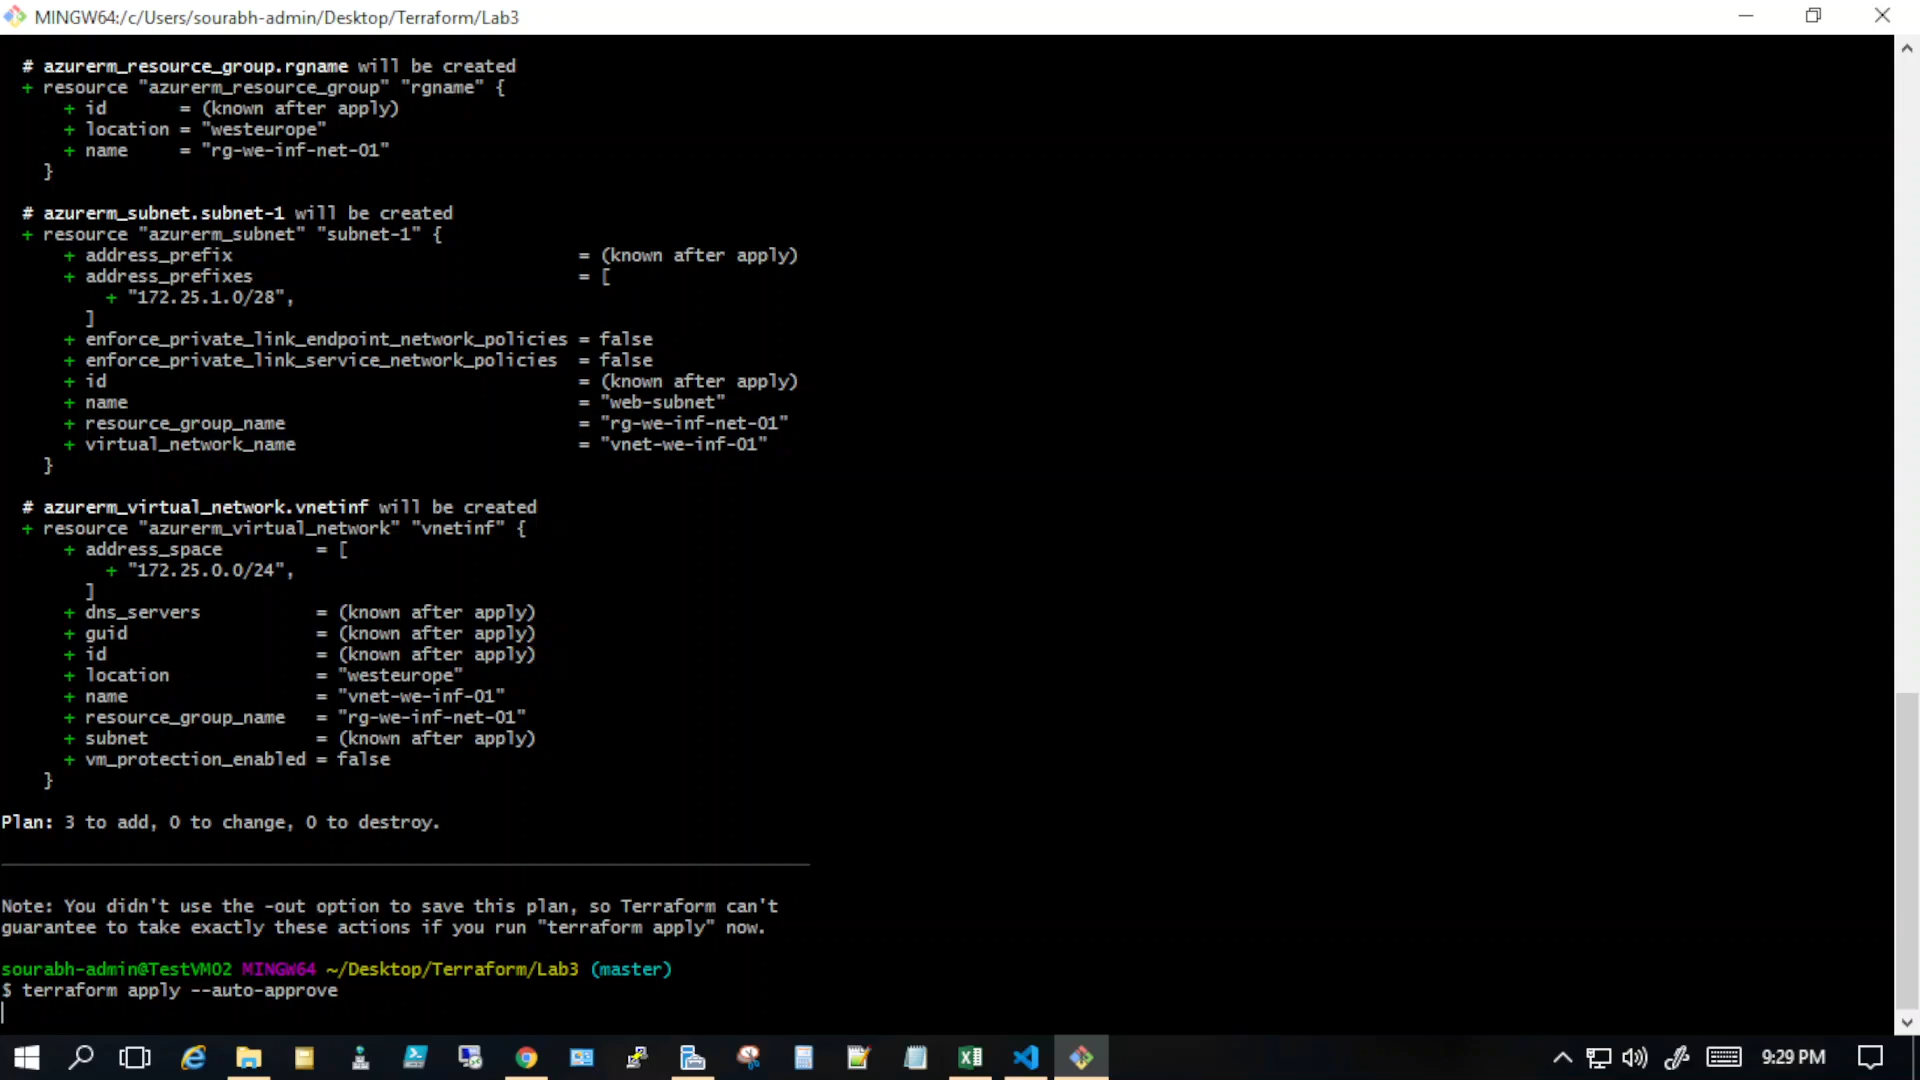 MINGW64:/c/Users/sourabh-admin/Desktop/Terraform/Lab3
# azurerm_resource_group.rgname will be created
+ resource "azurerm_resource_group" "rgname" {
+ id = (known after apply)
+ location = "westeurope"
+ name = "rg-we-inf-net-01"
}
# azurerm_subnet.subnet-1 will be created
+ resource "azurerm_subnet" "subnet-1" {
+ address_prefix = (known after apply)
+ address_prefixes = [
+ "172.25.1.0/28",
]
+ enforce_private_link_endpoint_network_policies = false
+ enforce_private_link_service_network_policies = false
+ id = (known after apply)
+ name = "web-subnet"
+ resource_group_name = "rg-we-inf-net-01"
+ virtual_network_name = "vnet-we-inf-01"
}
# azurerm_virtual_network.vnetinf will be created
+ resource "azurerm_virtual_network" "vnetinf" {
+ address_space = [
+ "172.25.0.0/24",
]
+ dns_servers = (known after apply)
+ guid = (known after apply)
+ id = (known after apply)
+ location = "westeurope"
+ name = "vnet-we-inf-01"
+ resource_group_name = "rg-we-inf-net-01"
+ subnet = (known after apply)
+ vm_protection_enabled = false
}
Plan: 3 to add, 0 to change, 0 to destroy.
Note: You didn't use the -out option to save this plan, so Terraform can't
guarantee to take exactly these actions if you run "terraform apply" now.
sourabh-admin@TestVM02 MINGW64 ~/Desktop/Terraform/Lab3 (master)
$ terraform apply --auto-approve
9:29 PM